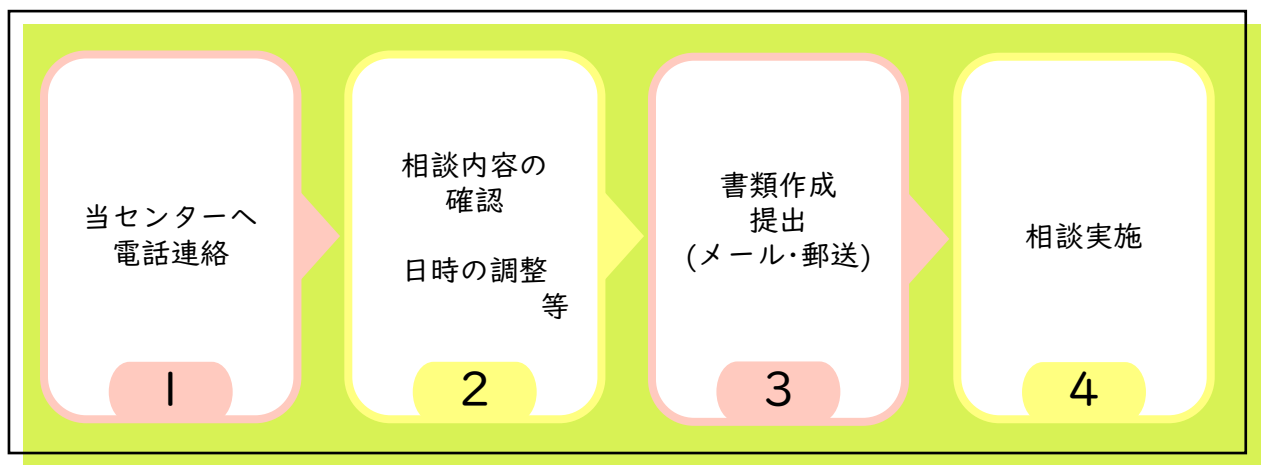 当センターへ
電話連絡
1
相談内容の
確認
日時の調整
等
2
書類作成
提出
(メール・郵送)
3
相談実施
4